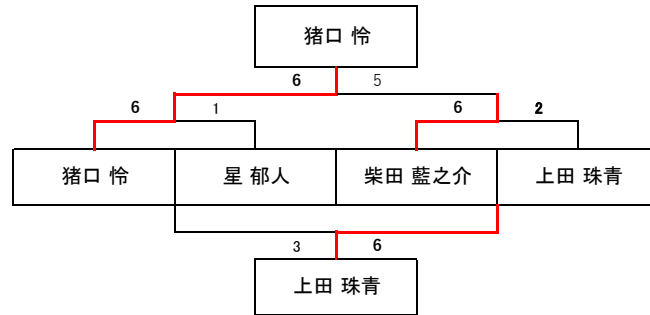 猪口 怜
6 5
6 1 6 2
猪口 怜 星 郁人 柴田 藍之介 上田 珠青
3 6
上田 珠青